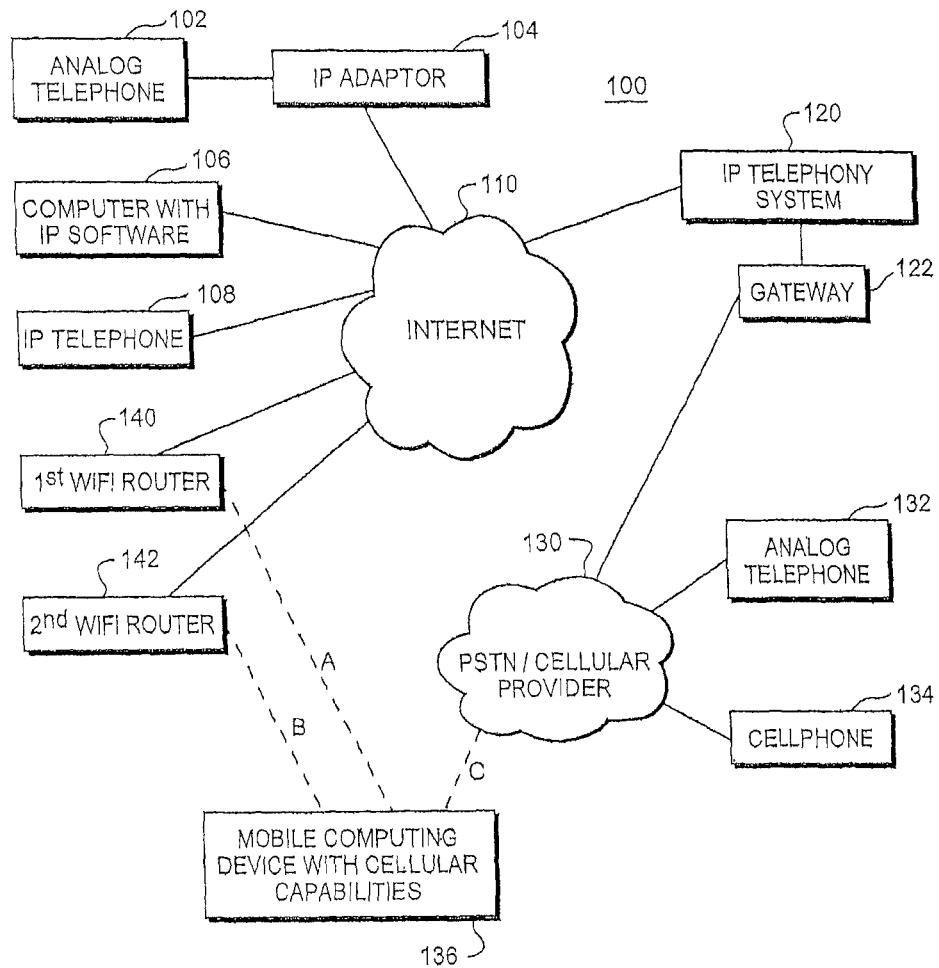 102
ANALOG
TELEPHONE
104
IP ADAPTOR
100
106
COMPUTER WITH
IP SOFTWARE
110
INTERNET
120
IP TELEPHONY
SYSTEM
122
GATEWAY
108
IP TELEPHONE
140
1st WIFI ROUTER
142
2nd WIFI ROUTER
A
B
C
130
PSTN / CELLULAR
PROVIDER
132
ANALOG
TELEPHONE
134
CELLPHONE
MOBILE COMPUTING
DEVICE WITH CELLULAR
CAPABILITIES
136